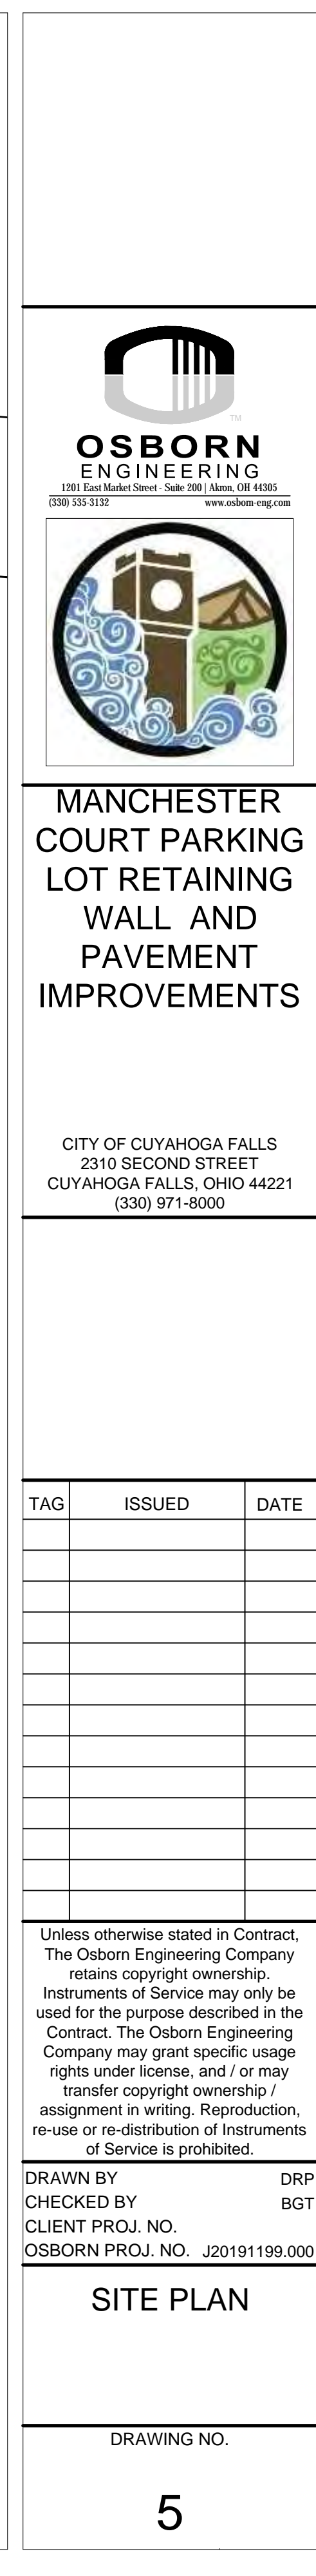 TM
OSBORN
ENGINEERING
1201 East Market Street - Suite 200 | Akron, OH 44305
(330) 535-3132 www.osborn-eng.com
MANCHESTER
COURT PARKING
LOT RETAINING
WALL AND
PAVEMENT
IMPROVEMENTS
CITY OF CUYAHOGA FALLS
2310 SECOND STREET
CUYAHOGA FALLS, OHIO 44221
(330) 971-8000
TAG ISSUED DATE
Unless otherwise stated in Contract,
The Osborn Engineering Company
retains copyright ownership.
Instruments of Service may only be
used for the purpose described in the
Contract. The Osborn Engineering
Company may grant specific usage
rights under license, and / or may
transfer copyright ownership /
assignment in writing. Reproduction,
re-use or re-distribution of Instruments
of Service is prohibited.
DRAWN BY DRP
CHECKED BY BGT
CLIENT PROJ. NO.
OSBORN PROJ. NO. J20191199.000
SITE PLAN
DRAWING NO.
5